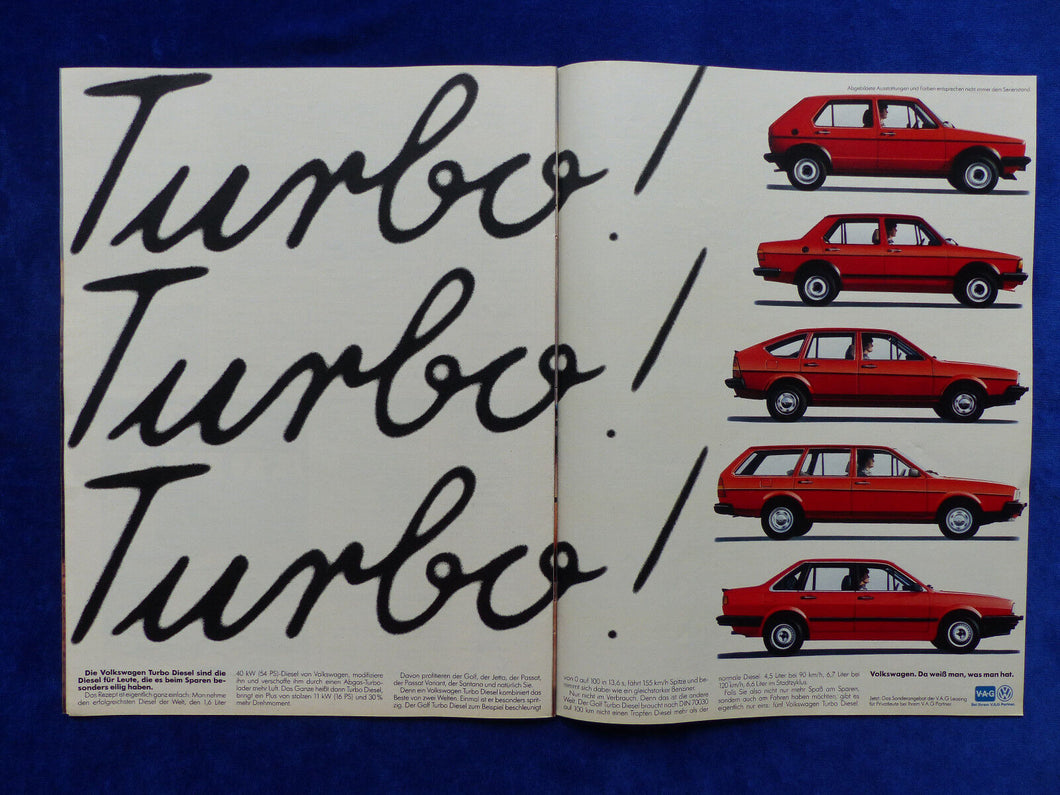 Turbo!
Turbo!
Turbo!
Abgebildete Ausstattungen und Farben entsprechen nicht immer dem Serienstand.
Die Volkswagen Turbo Diesel sind die
Diesel für Leute, die es beim Sparen be-
sonders eilig haben.
Das Rezept ist eigentlich ganz einfach: Man nehme
den erfolgreichsten Diesel der Welt, den 1,6 Liter
40 kW (54 PS)-Diesel von Volkswagen, modifiziere
ihn und verschaffe ihm durch einen Abgas-Turbo-
lader mehr Luft. Das Ganze heißt dann Turbo Diesel,
bringt ein Plus von stolzen 11 kW (16 PS) und 30%
mehr Drehmoment.
Davon profitieren der Golf, der Jetta, der Passat,
der Passat Variant, der Santana und natürlich Sie.
Denn ein Volkswagen Turbo Diesel kombiniert das
Beste von zwei Welten. Einmal ist er besonders sprit-
zig. Der Golf Turbo Diesel zum Beispiel beschleunigt
von 0 auf 100 in 13,6 s, fährt 155 km/h Spitze und be-
nimmt sich dabei wie ein gleichstarker Benziner.
Nur nicht im Verbrauch. Denn das ist die andere
Welt. Der Golf Turbo Diesel braucht nach DIN 70030
auf 100 km nicht einen Tropfen Diesel mehr als der
normale Diesel: 4,5 Liter bei 90 km/h, 6,7 Liter bei
120 km/h, 6,6 Liter im Stadtzyklus.
Falls Sie also nicht nur Spaß am Sparen,
sondern auch am Fahren haben möchten, gibt es
eigentlich nur eins: fünf Volkswagen Turbo Diesel.
Volkswagen. Da weiß man, was man hat.
V·A·G
Jetzt: Das Sonderangebot der V.A.G Leasing
für Privatleute bei Ihrem V.A.G Partner.
Bei Ihrem V.A.G Partner.